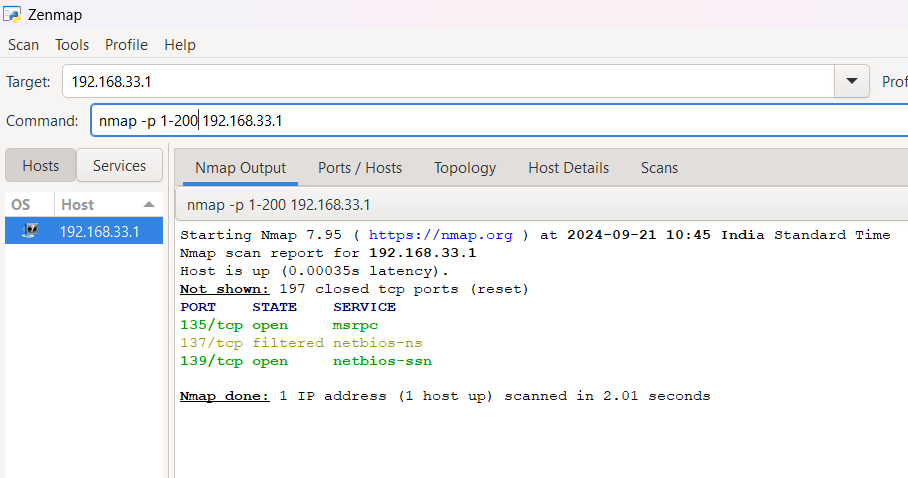 Zenmap
Scan Tools Profile Help
Target: 192.168.33.1 Prof
Command: nmap -p 1-200 192.168.33.1
Hosts Services Nmap Output Ports / Hosts Topology Host Details Scans
OS Host nmap -p 1-200 192.168.33.1
192.168.33.1
Starting Nmap 7.95 ( https://nmap.org ) at 2024-09-21 10:45 India Standard Time
Nmap scan report for 192.168.33.1
Host is up (0.00035s latency).
Not shown: 197 closed tcp ports (reset)
PORT STATE SERVICE
135/tcp open msrpc
137/tcp filtered netbios-ns
139/tcp open netbios-ssn
Nmap done: 1 IP address (1 host up) scanned in 2.01 seconds